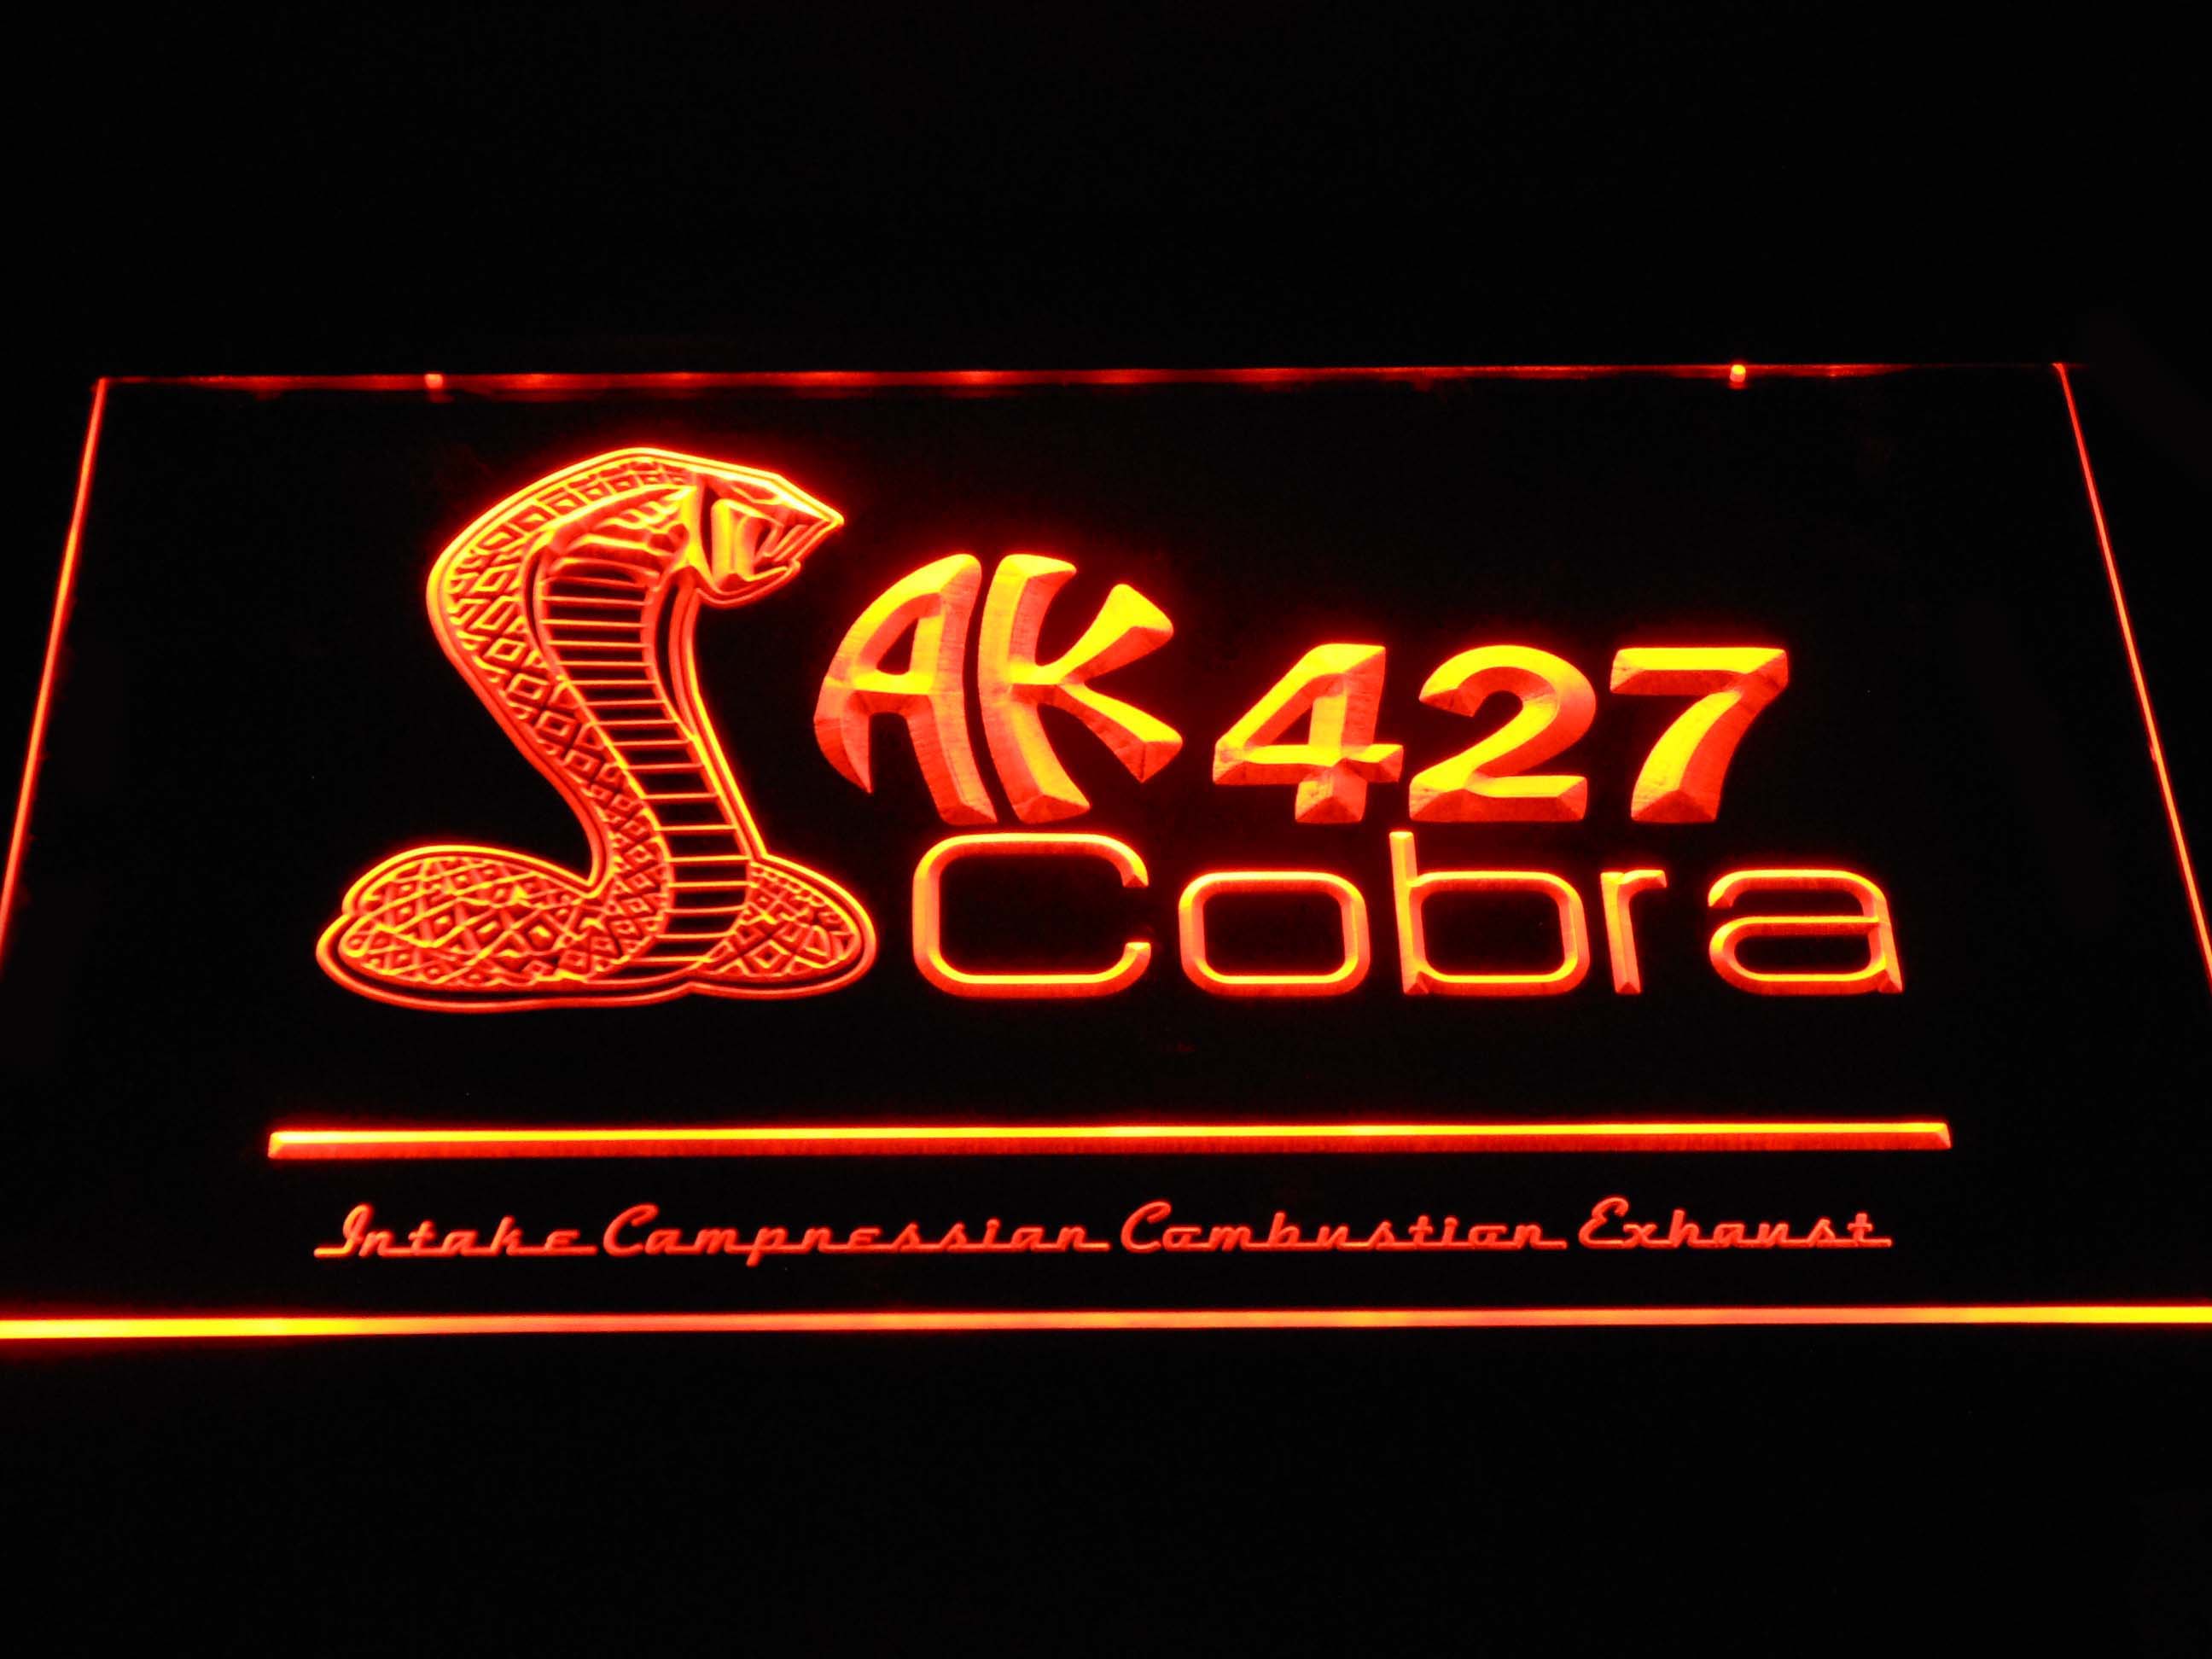 AK 427
Cobra
Intake Compression Combustion Exhaust